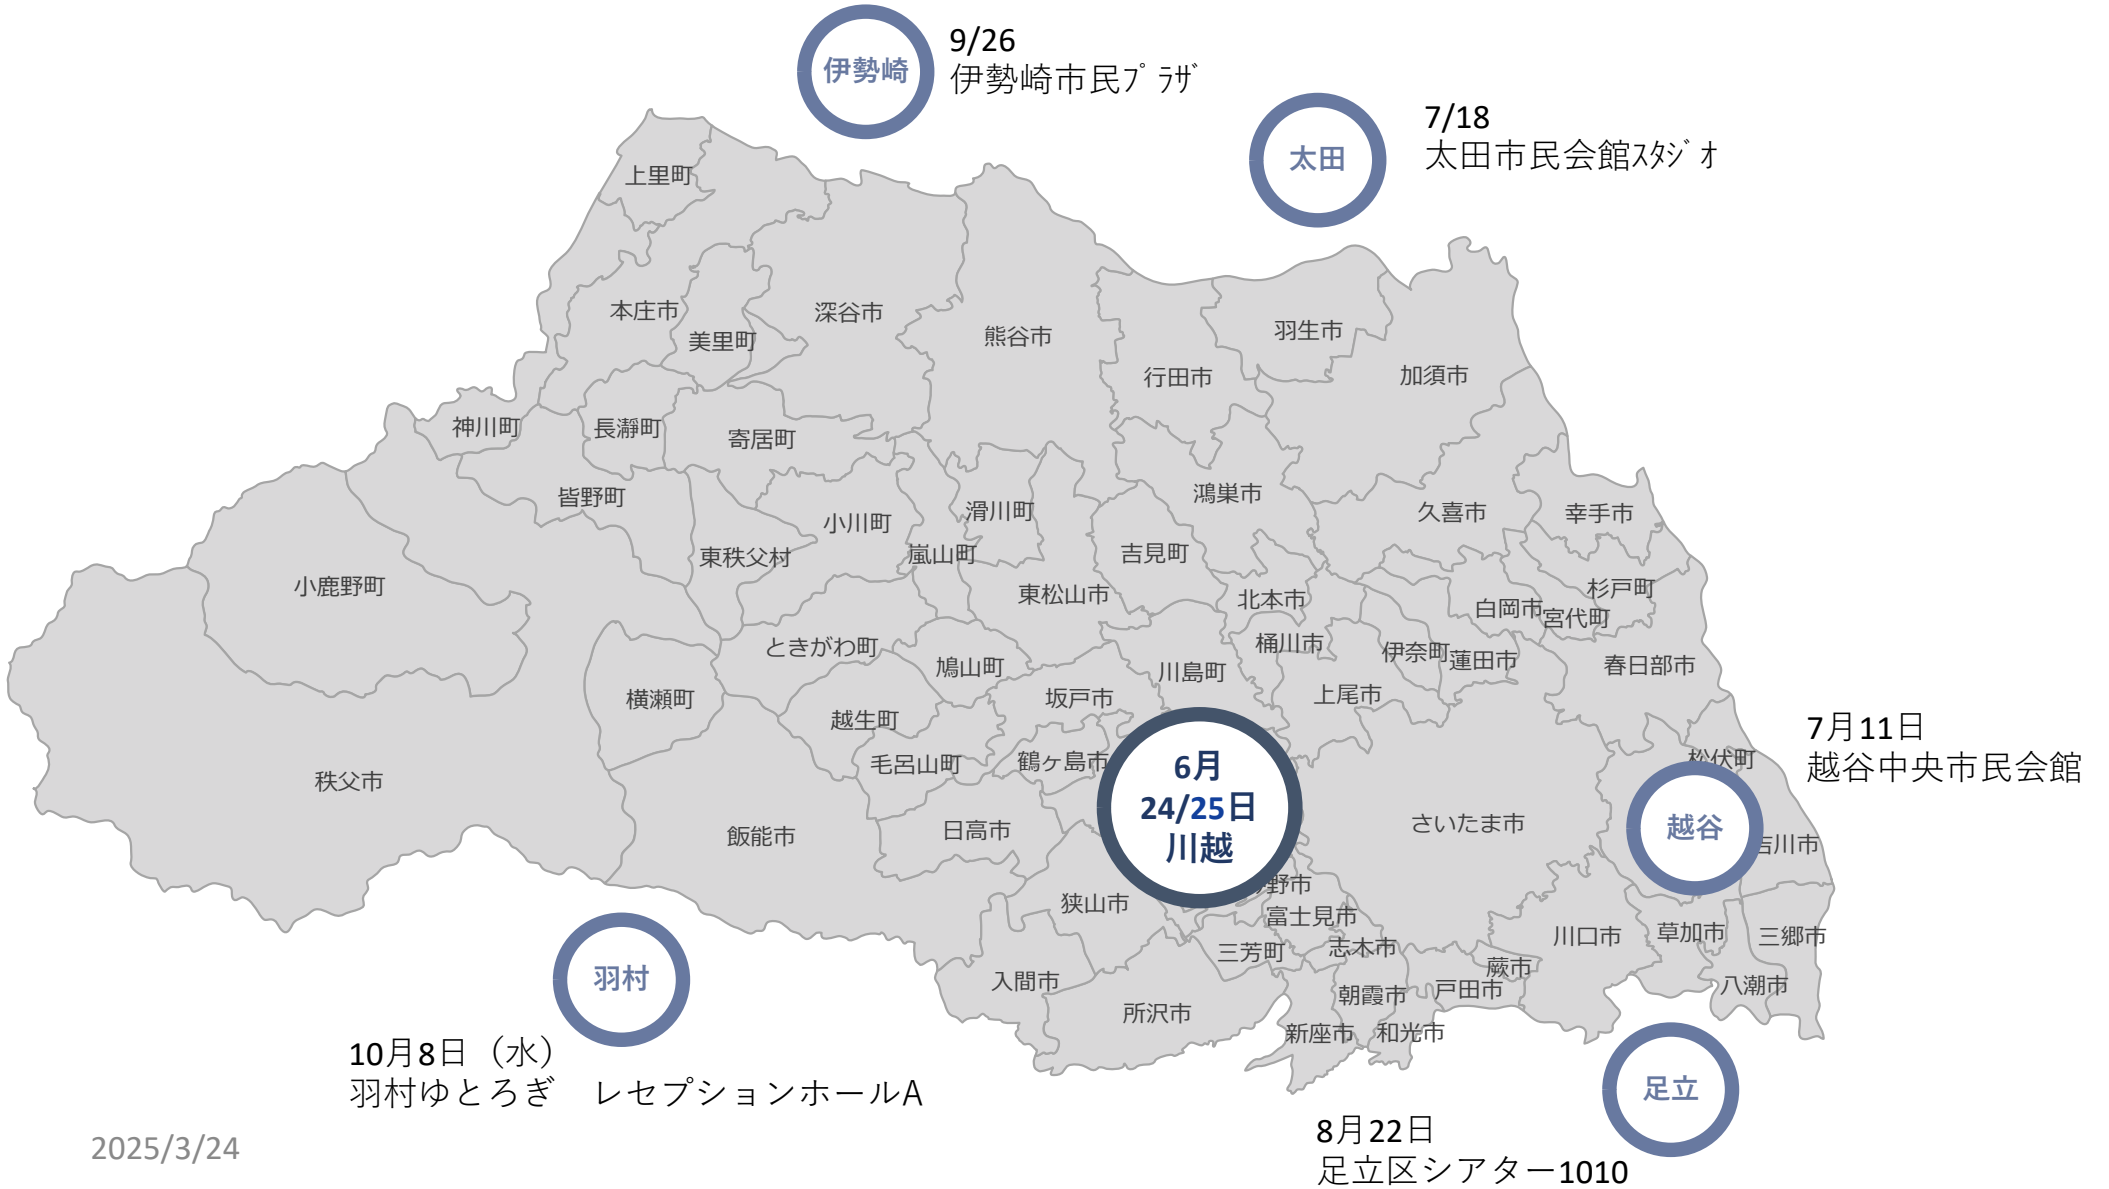 伊勢崎
9/26
伊勢崎市民ﾌﾟﾗｻﾞ
太田
7/18
太田市民会館ｽﾀｼﾞｵ
上里町
本庄市
美里町
深谷市
熊谷市
羽生市
行田市
加須市
神川町
長瀞町
寄居町
皆野町
小川町
滑川町
鴻巣市
久喜市
幸手市
東秩父村
嵐山町
吉見町
小鹿野町
東松山市
北本市
白岡市
宮代町
杉戸町
ときがわ町
鳩山町
川島町
桶川市
伊奈町
蓮田市
春日部市
横瀬町
越生町
坂戸市
上尾市
毛呂山町
鶴ヶ島市
松伏町
秩父市
飯能市
日高市
6月
24/25日
川越
さいたま市
越谷
吉川市
7月11日
越谷中央市民会館
狭山市
野市
富士見市
三芳町
志木市
川口市
草加市
三郷市
入間市
所沢市
朝霞市
戸田市
蕨市
八潮市
新座市
和光市
羽村
10月8日（水）
羽村ゆとろぎ　レセプションホールA
足立
8月22日
足立区シアター1010
2025/3/24